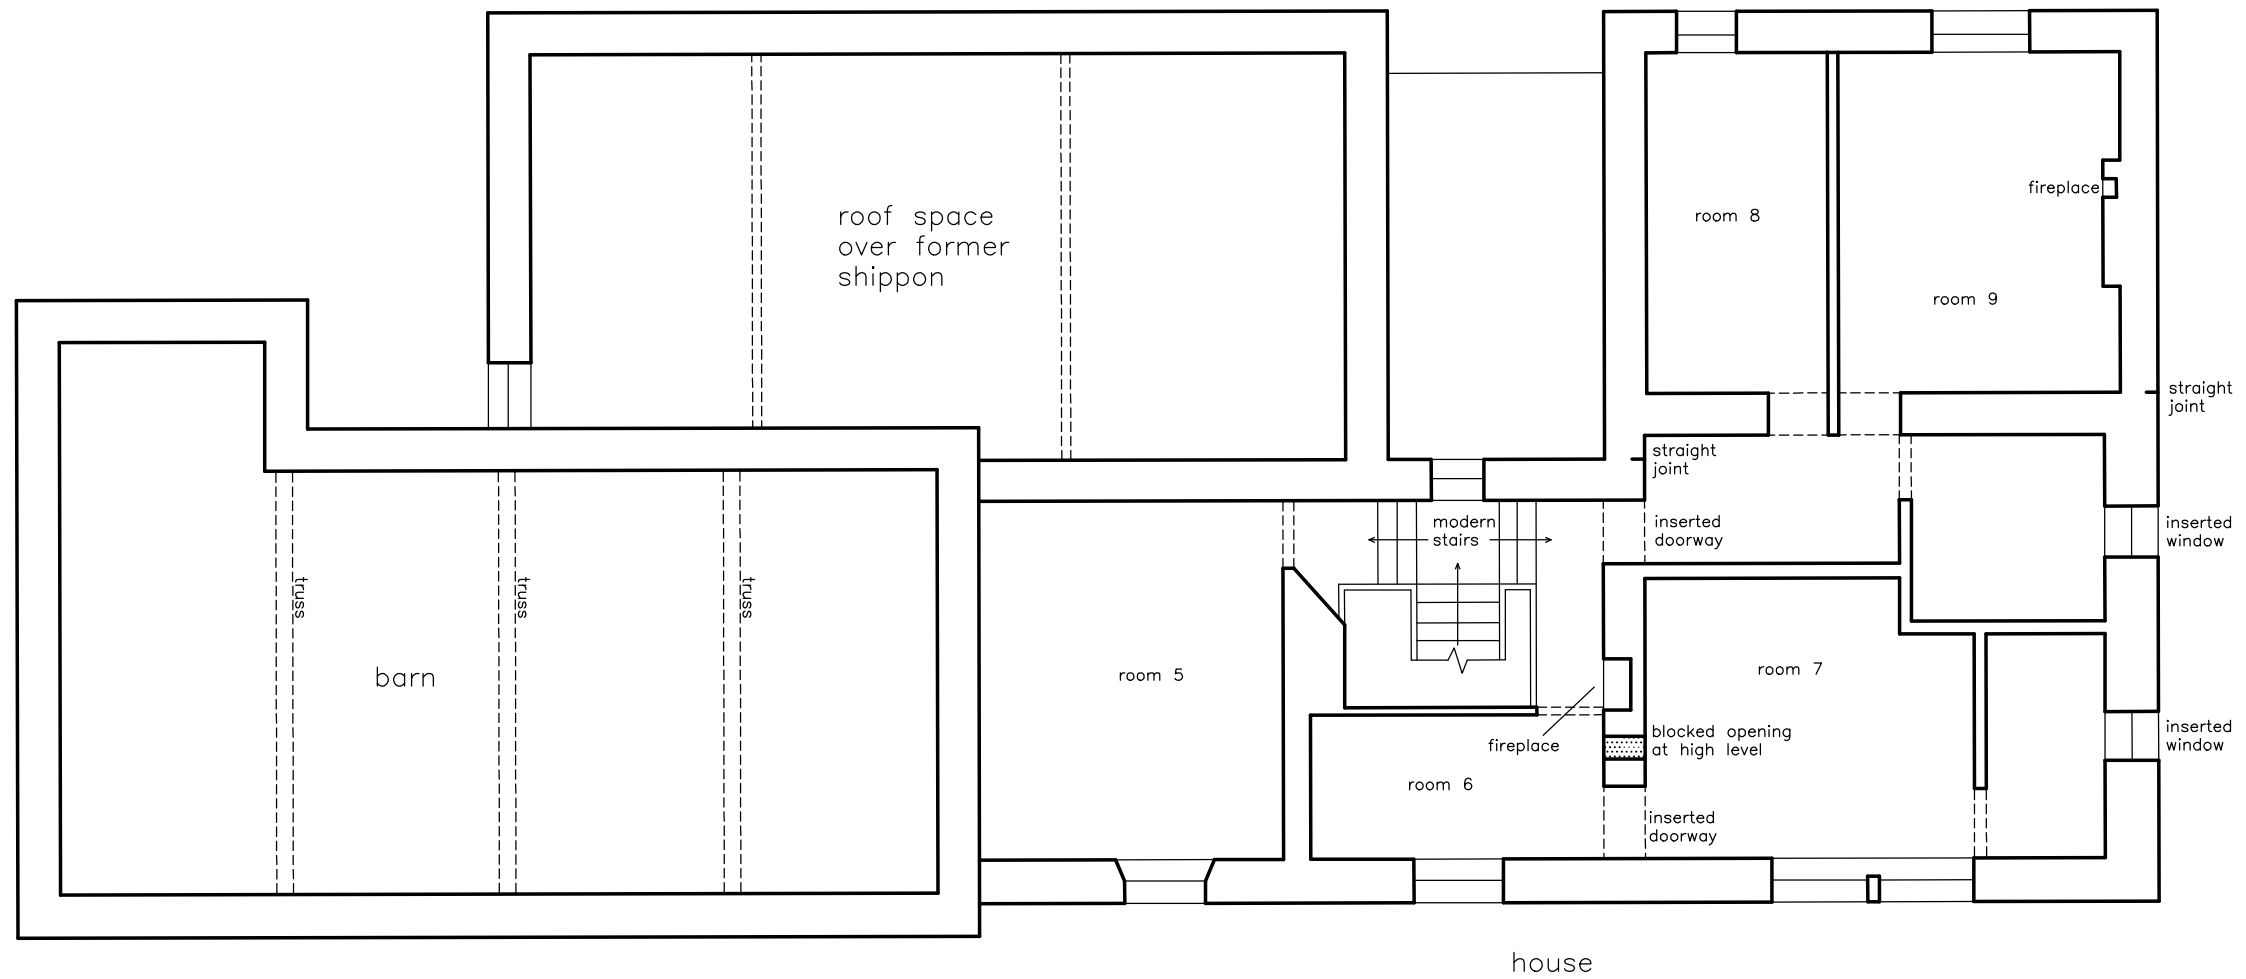 roof space
over former
shippon
room 8
fireplace
room 9
straight
joint
straight
joint
modern
stairs
inserted
doorway
inserted
window
truss
truss
truss
barn
room 5
room 7
fireplace
blocked opening
at high level
inserted
window
room 6
inserted
doorway
house